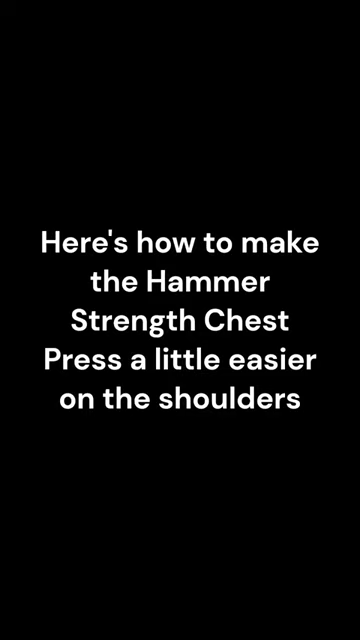 Here's how to make
the Hammer
Strength Chest
Press a little easier
on the shoulders